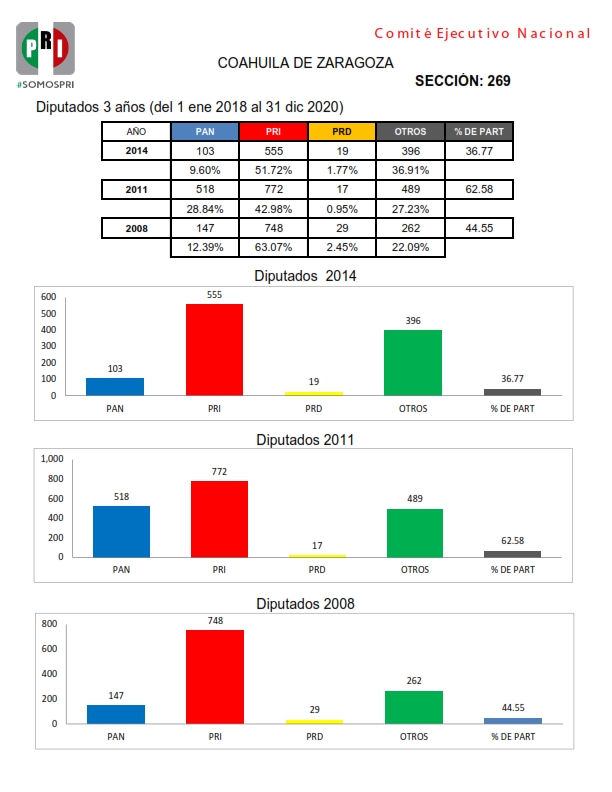 Comité Ejecutivo Nacional
PRI
#SOMOSPRI
COAHUILA DE ZARAGOZA
SECCIÓN: 269
Diputados 3 años (del 1 ene 2018 al 31 dic 2020)
AÑO PAN PRI PRD OTROS % DE PART
2014 103 555 19 396 36.77
9.60% 51.72% 1.77% 36.91%
2011 518 772 17 489 62.58
28.84% 42.98% 0.95% 27.23%
2008 147 748 29 262 44.55
12.39% 63.07% 2.45% 22.09%
Diputados 2014
600
500
400
300
200
100
0
103 555 19 396 36.77
PAN PRI PRD OTROS % DE PART
Diputados 2011
1,000
800
600
400
200
0
518 772 17 489 62.58
PAN PRI PRD OTROS % DE PART
Diputados 2008
800
600
400
200
0
147 748 29 262 44.55
PAN PRI PRD OTROS % DE PART